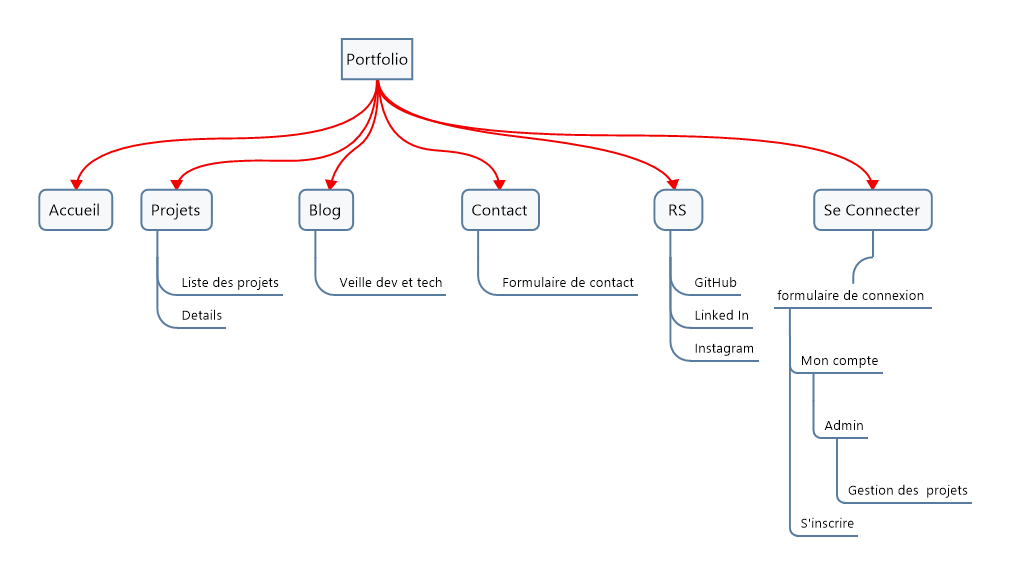 Portfolio
Accueil
Projets
Blog
Contact
RS
Se Connecter
Liste des projets
Details
Veille dev et tech
Formulaire de contact
GitHub
Linked In
Instagram
formulaire de connexion
Mon compte
Admin
Gestion des  projets
S'inscrire